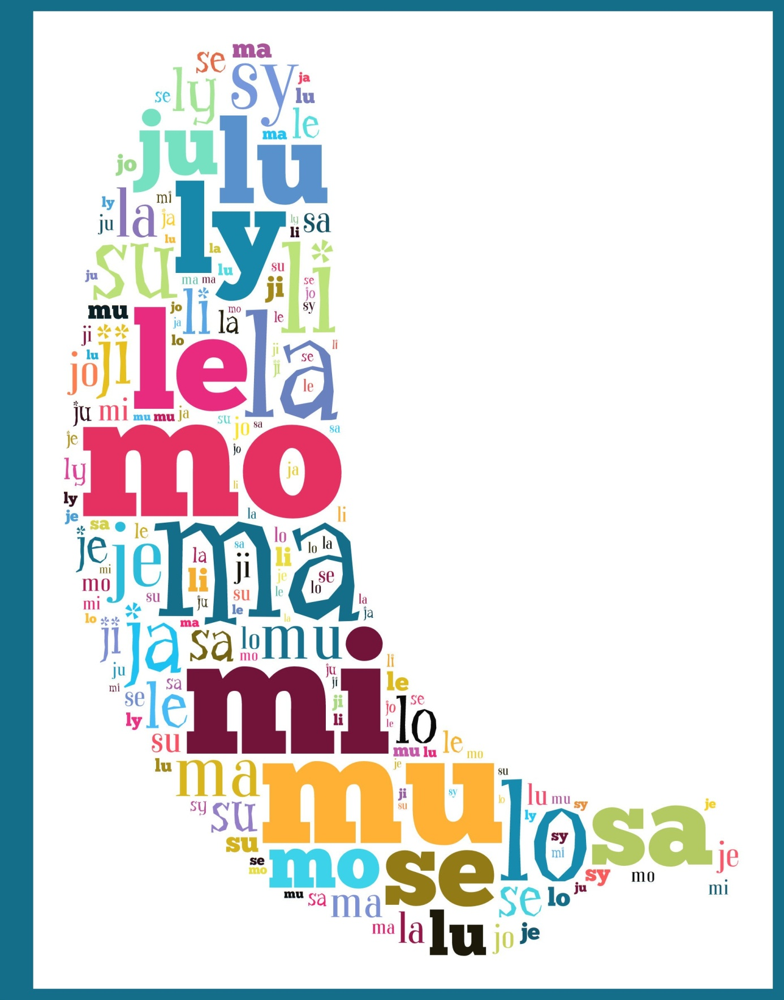 se ma
se ly sy ja
lu
ju lu ma le
jo
ly la mi ly ly sa
ju ja li
su lu la lu su li
ju ma ma ji se
jo
sy
mu jo li la mo le
ja
ji ji le lo la ji li
jo lu ji la se
le
ju mi mu mu ja su jo sa sa
je mo jo ja
ly li
ly
je la li
sa
je je le ma la sa lo li lo la
mi li ji je lo se
mo su ju su le le la
mi le la ja
lo
ji ja ma sa lo mu
mo
ju mi ju li
mi sa ji le
se le ji jo lo se
ly li le
su mu lu le mo
lu ma mu je su
ji sy lo lo lu mu sy sa je
sy su su ly sy je
su mi
se mo se sy mo
mo ju mi
mu sa ma se lo
ma la lu jo je